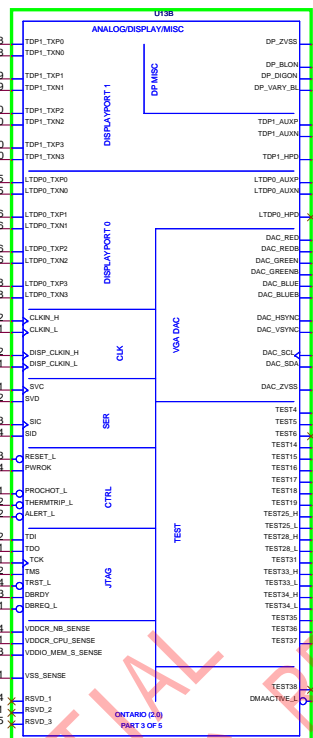 U13B
ANALOG/DISPLAY/MISC
TDP1_TXP0
TDP1_TXN0
TDP1_TXP1
TDP1_TXN1
TDP1_TXP2
TDP1_TXN2
TDP1_TXP3
TDP1_TXN3
DISPLAYPORT 1
DP MISC
DP_ZVSS
DP_BLON
DP_DIGON
DP_VARY_BL
TDP1_AUXP
TDP1_AUXN
TDP1_HPD
LTDP0_TXP0
LTDP0_TXN0
LTDP0_TXP1
LTDP0_TXN1
LTDP0_TXP2
LTDP0_TXN2
LTDP0_TXP3
LTDP0_TXN3
DISPLAYPORT 0
LTDP0_AUXP
LTDP0_AUXN
LTDP0_HPD
DAC_RED
DAC_REDB
DAC_GREEN
DAC_GREENB
DAC_BLUE
DAC_BLUEB
DAC_HSYNC
DAC_VSYNC
DAC_SCL
DAC_SDA
DAC_ZVSS
VGA DAC
CLKIN_H
CLKIN_L
DISP_CLKIN_H
DISP_CLKIN_L
CLK
SVC
SVD
SIC
SID
SER
RESET_L
PWROK
PROCHOT_L
THERMTRIP_L
ALERT_L
CTRL
TDI
TDO
TCK
TMS
TRST_L
DBRDY
DBREQ_L
JTAG
VDDCR_NB_SENSE
VDDCR_CPU_SENSE
VDDIO_MEM_S_SENSE
VSS_SENSE
RSVD_1
RSVD_2
RSVD_3
TEST
TEST4
TEST5
TEST6
TEST14
TEST15
TEST16
TEST17
TEST18
TEST19
TEST25_H
TEST25_L
TEST28_H
TEST28_L
TEST31
TEST33_H
TEST33_L
TEST34_H
TEST34_L
TEST35
TEST36
TEST37
TEST38
DMAACTIVE_L
ONTARIO (2.0)
PART 3 OF 5